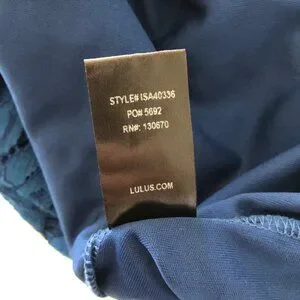 STYLE# ISA40336
PO# 5692
RN#: 130670
LULUS.COM